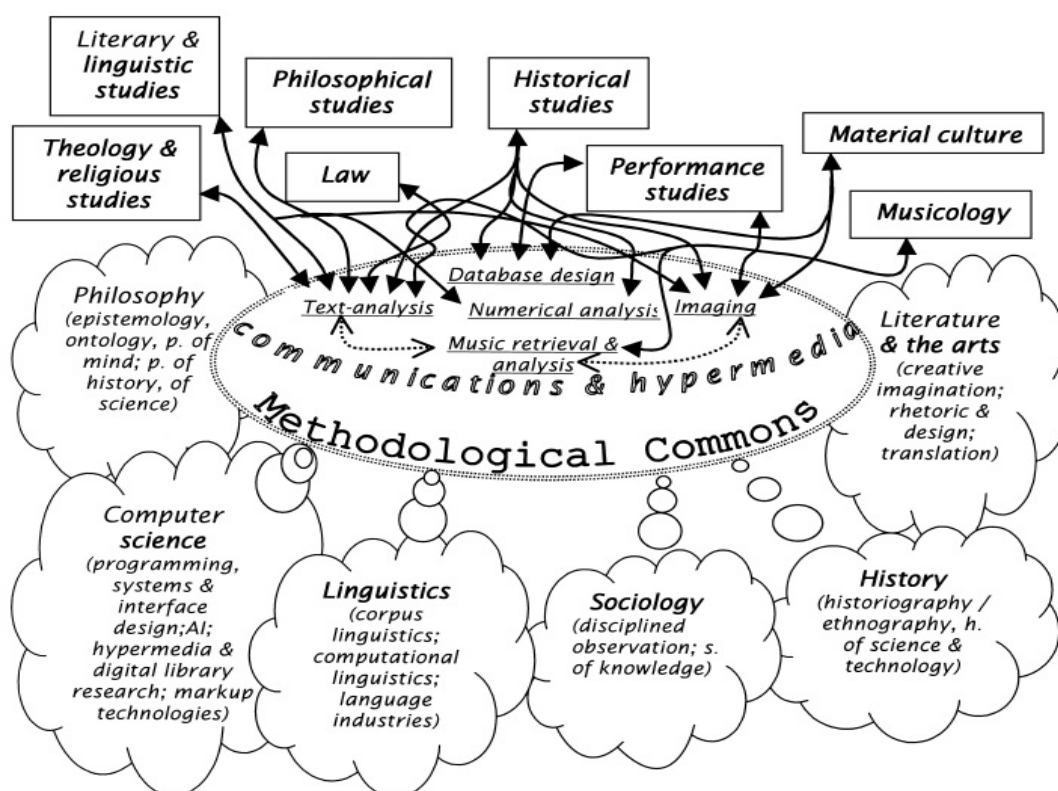 Literary &
linguistic
studies
Philosophical
studies
Historical
studies
Material culture
Theology &
religious
studies
Law
Performance
studies
Musicology
Database design
Text-analysis
Numerical analysis
Imaging
Music retrieval &
analysis
communications & hypermedia
Methodological Commons
Philosophy
(epistemology,
ontology, p. of
mind; p. of
history, of
science)
Literature
& the arts
(creative
imagination;
rhetoric &
design;
translation)
Computer
science
(programming,
systems &
interface
design;AI;
hypermedia &
digital library
research; markup
technologies)
Linguistics
(corpus
linguistics;
computational
linguistics;
language
industries)
Sociology
(disciplined
observation; s.
of knowledge)
History
(historiography /
ethnography, h.
of science &
technology)